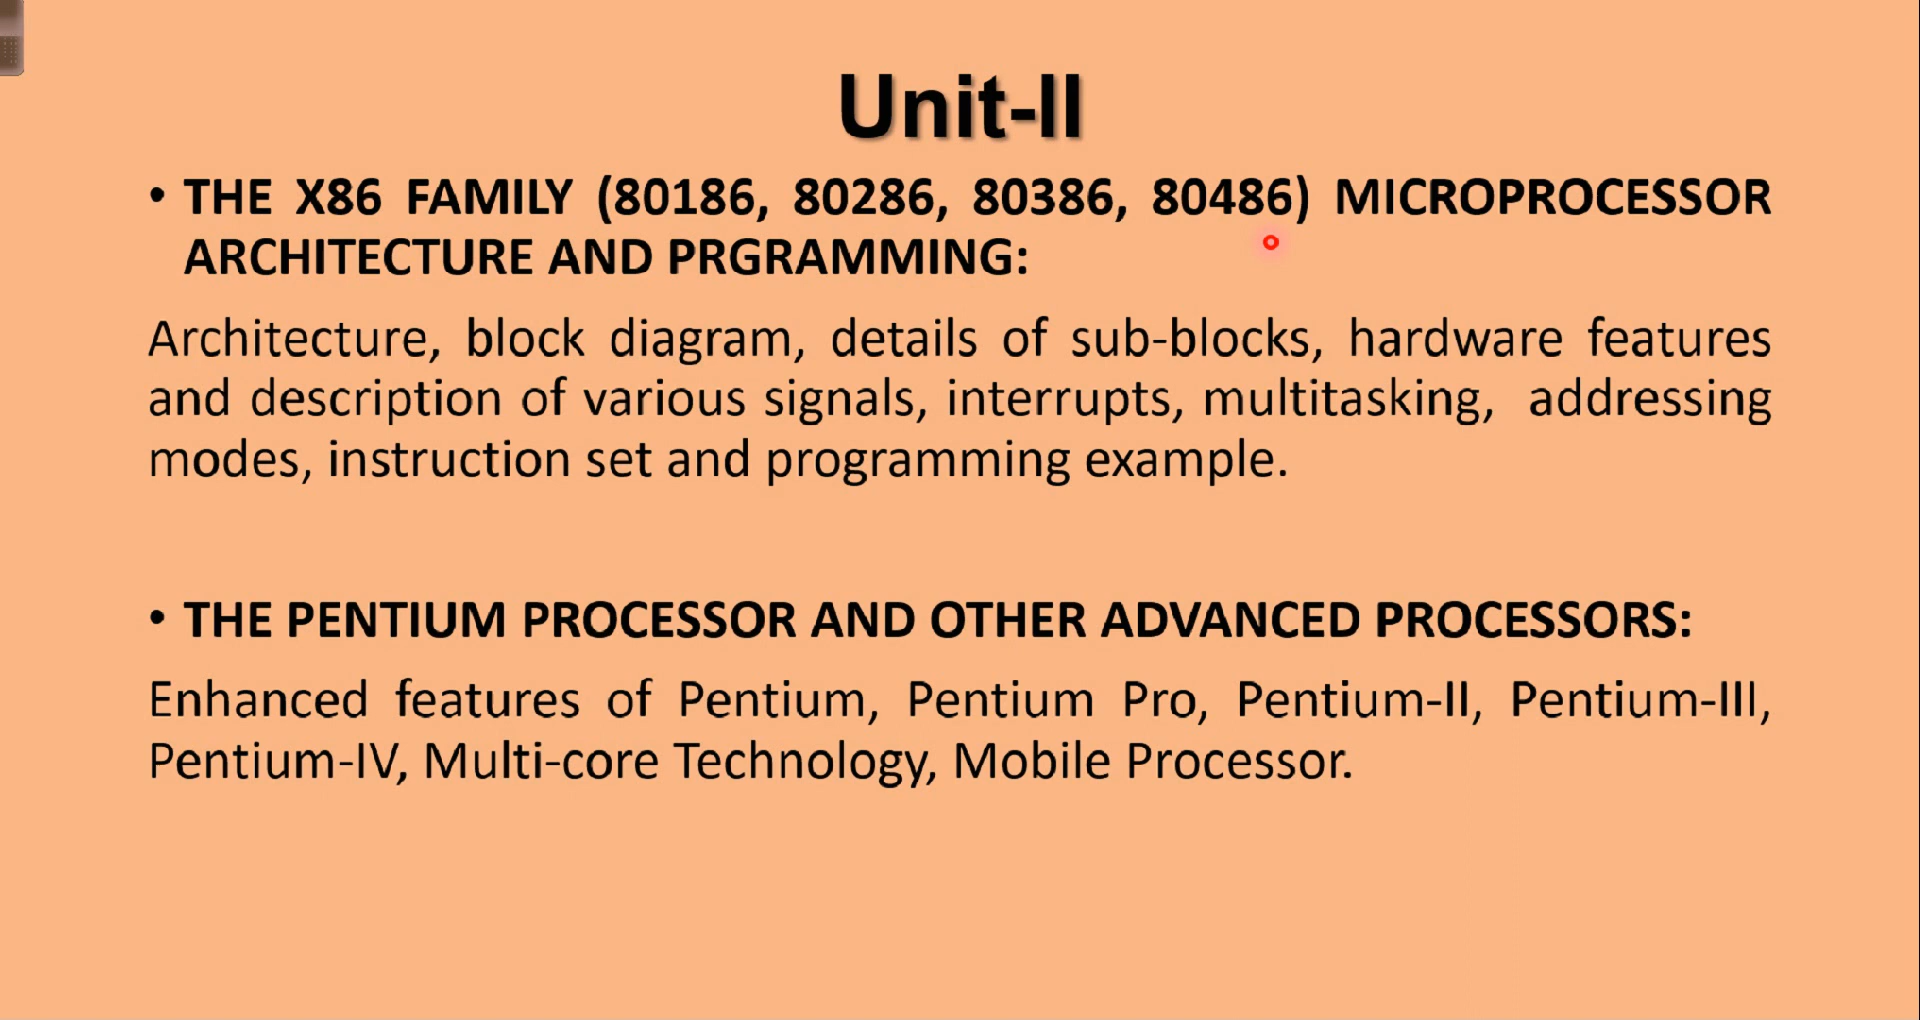 Unit-II
• THE X86 FAMILY (80186, 80286, 80386, 80486) MICROPROCESSOR
ARCHITECTURE AND PRGRAMMING:
Architecture, block diagram, details of sub-blocks, hardware features
and description of various signals, interrupts, multitasking, addressing
modes, instruction set and programming example.
• THE PENTIUM PROCESSOR AND OTHER ADVANCED PROCESSORS:
Enhanced features of Pentium, Pentium Pro, Pentium-II, Pentium-III,
Pentium-IV, Multi-core Technology, Mobile Processor.